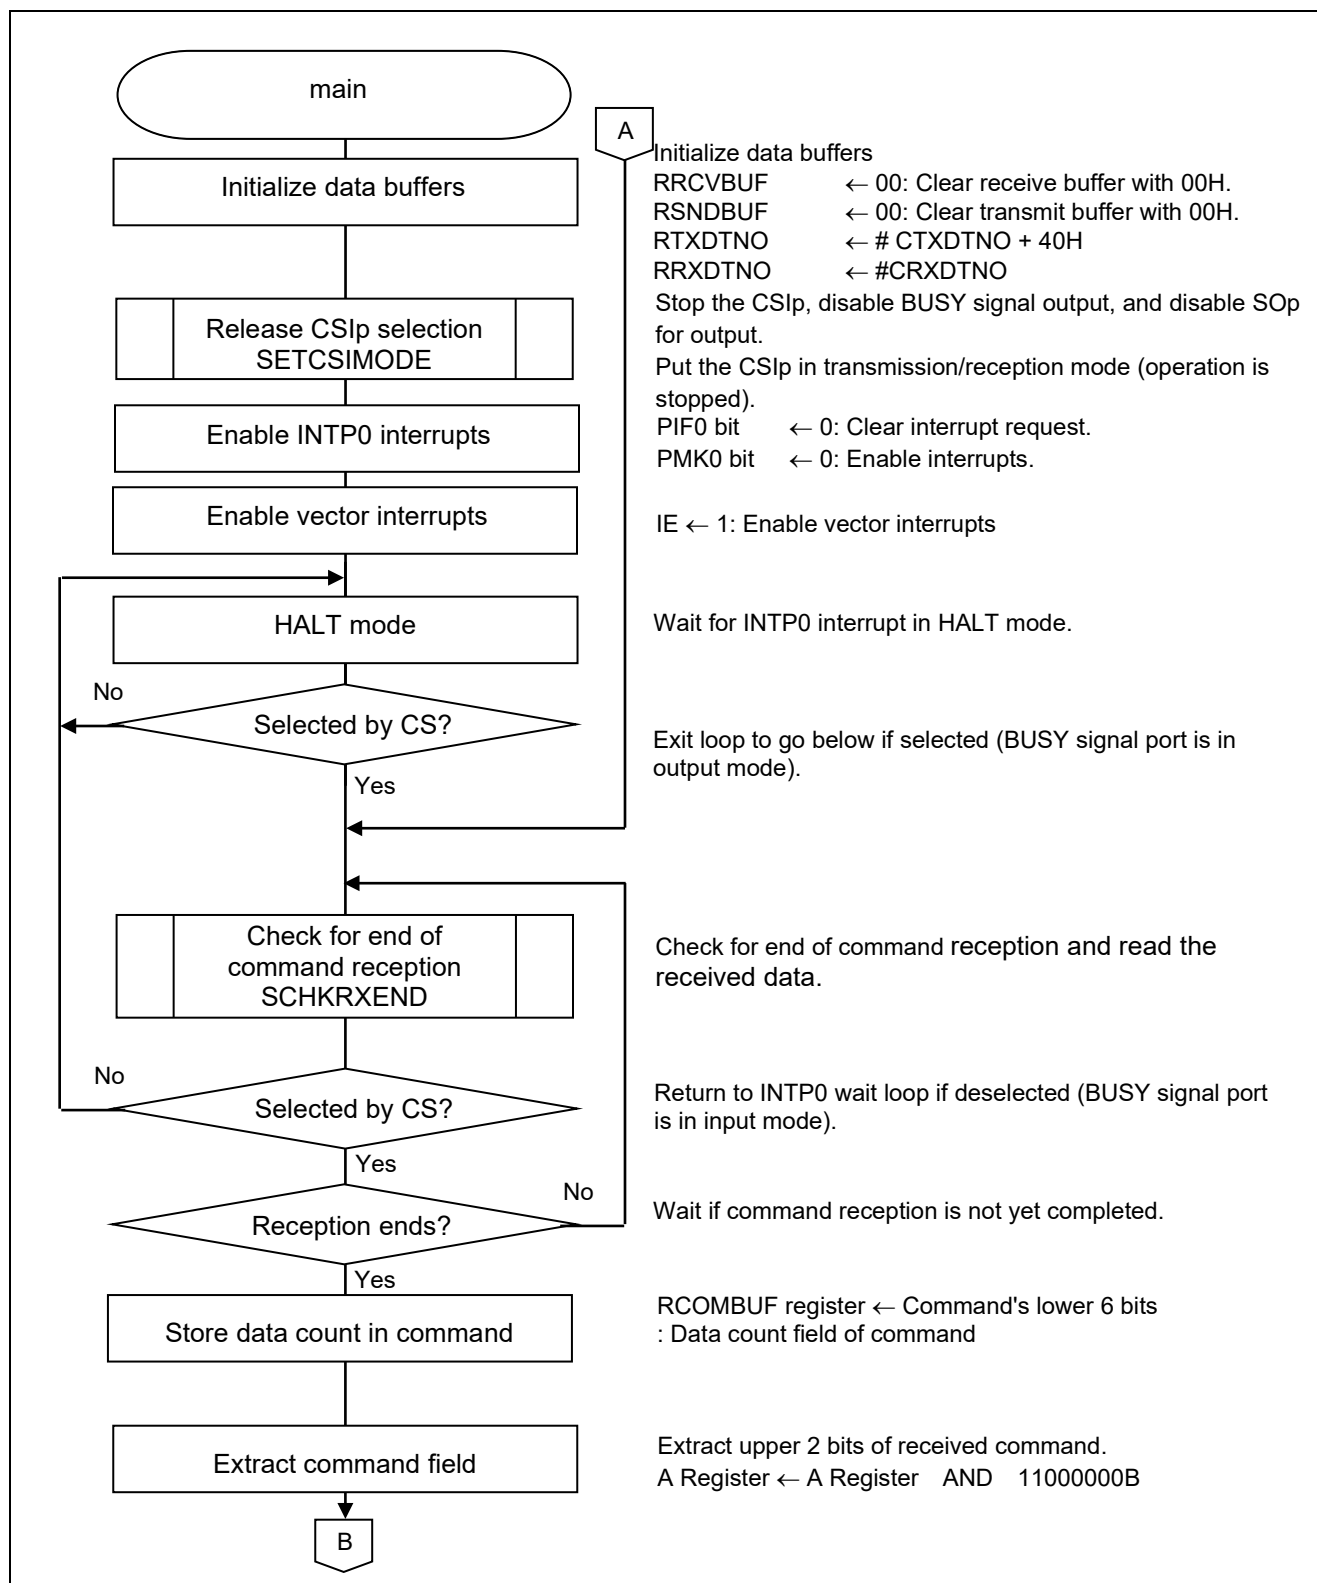 main
A
Initialize data buffers
Initialize data buffers
RRCVBUF ← 00: Clear receive buffer with 00H.
RSNDBUF ← 00: Clear transmit buffer with 00H.
RTXDTNO ← # CTXDTNO + 40H
RRXDTNO ← #CRXDTNO
Release CSIp selection
SETCSIMODE
Stop the CSIp, disable BUSY signal output, and disable SOp
for output.
Put the CSIp in transmission/reception mode (operation is
stopped).
Enable INTP0 interrupts
PIF0 bit ← 0: Clear interrupt request.
PMK0 bit ← 0: Enable interrupts.
Enable vector interrupts
IE ← 1: Enable vector interrupts
HALT mode
Wait for INTP0 interrupt in HALT mode.
No
Selected by CS?
Yes
Exit loop to go below if selected (BUSY signal port is in
output mode).
Check for end of
command reception
SCHKRXEND
Check for end of command reception and read the
received data.
No
Selected by CS?
Yes
Return to INTP0 wait loop if deselected (BUSY signal port
is in input mode).
No
Reception ends?
Yes
Wait if command reception is not yet completed.
Store data count in command
RCOMBUF register ← Command's lower 6 bits
: Data count field of command
Extract command field
Extract upper 2 bits of received command.
A Register ← A Register AND 11000000B
B